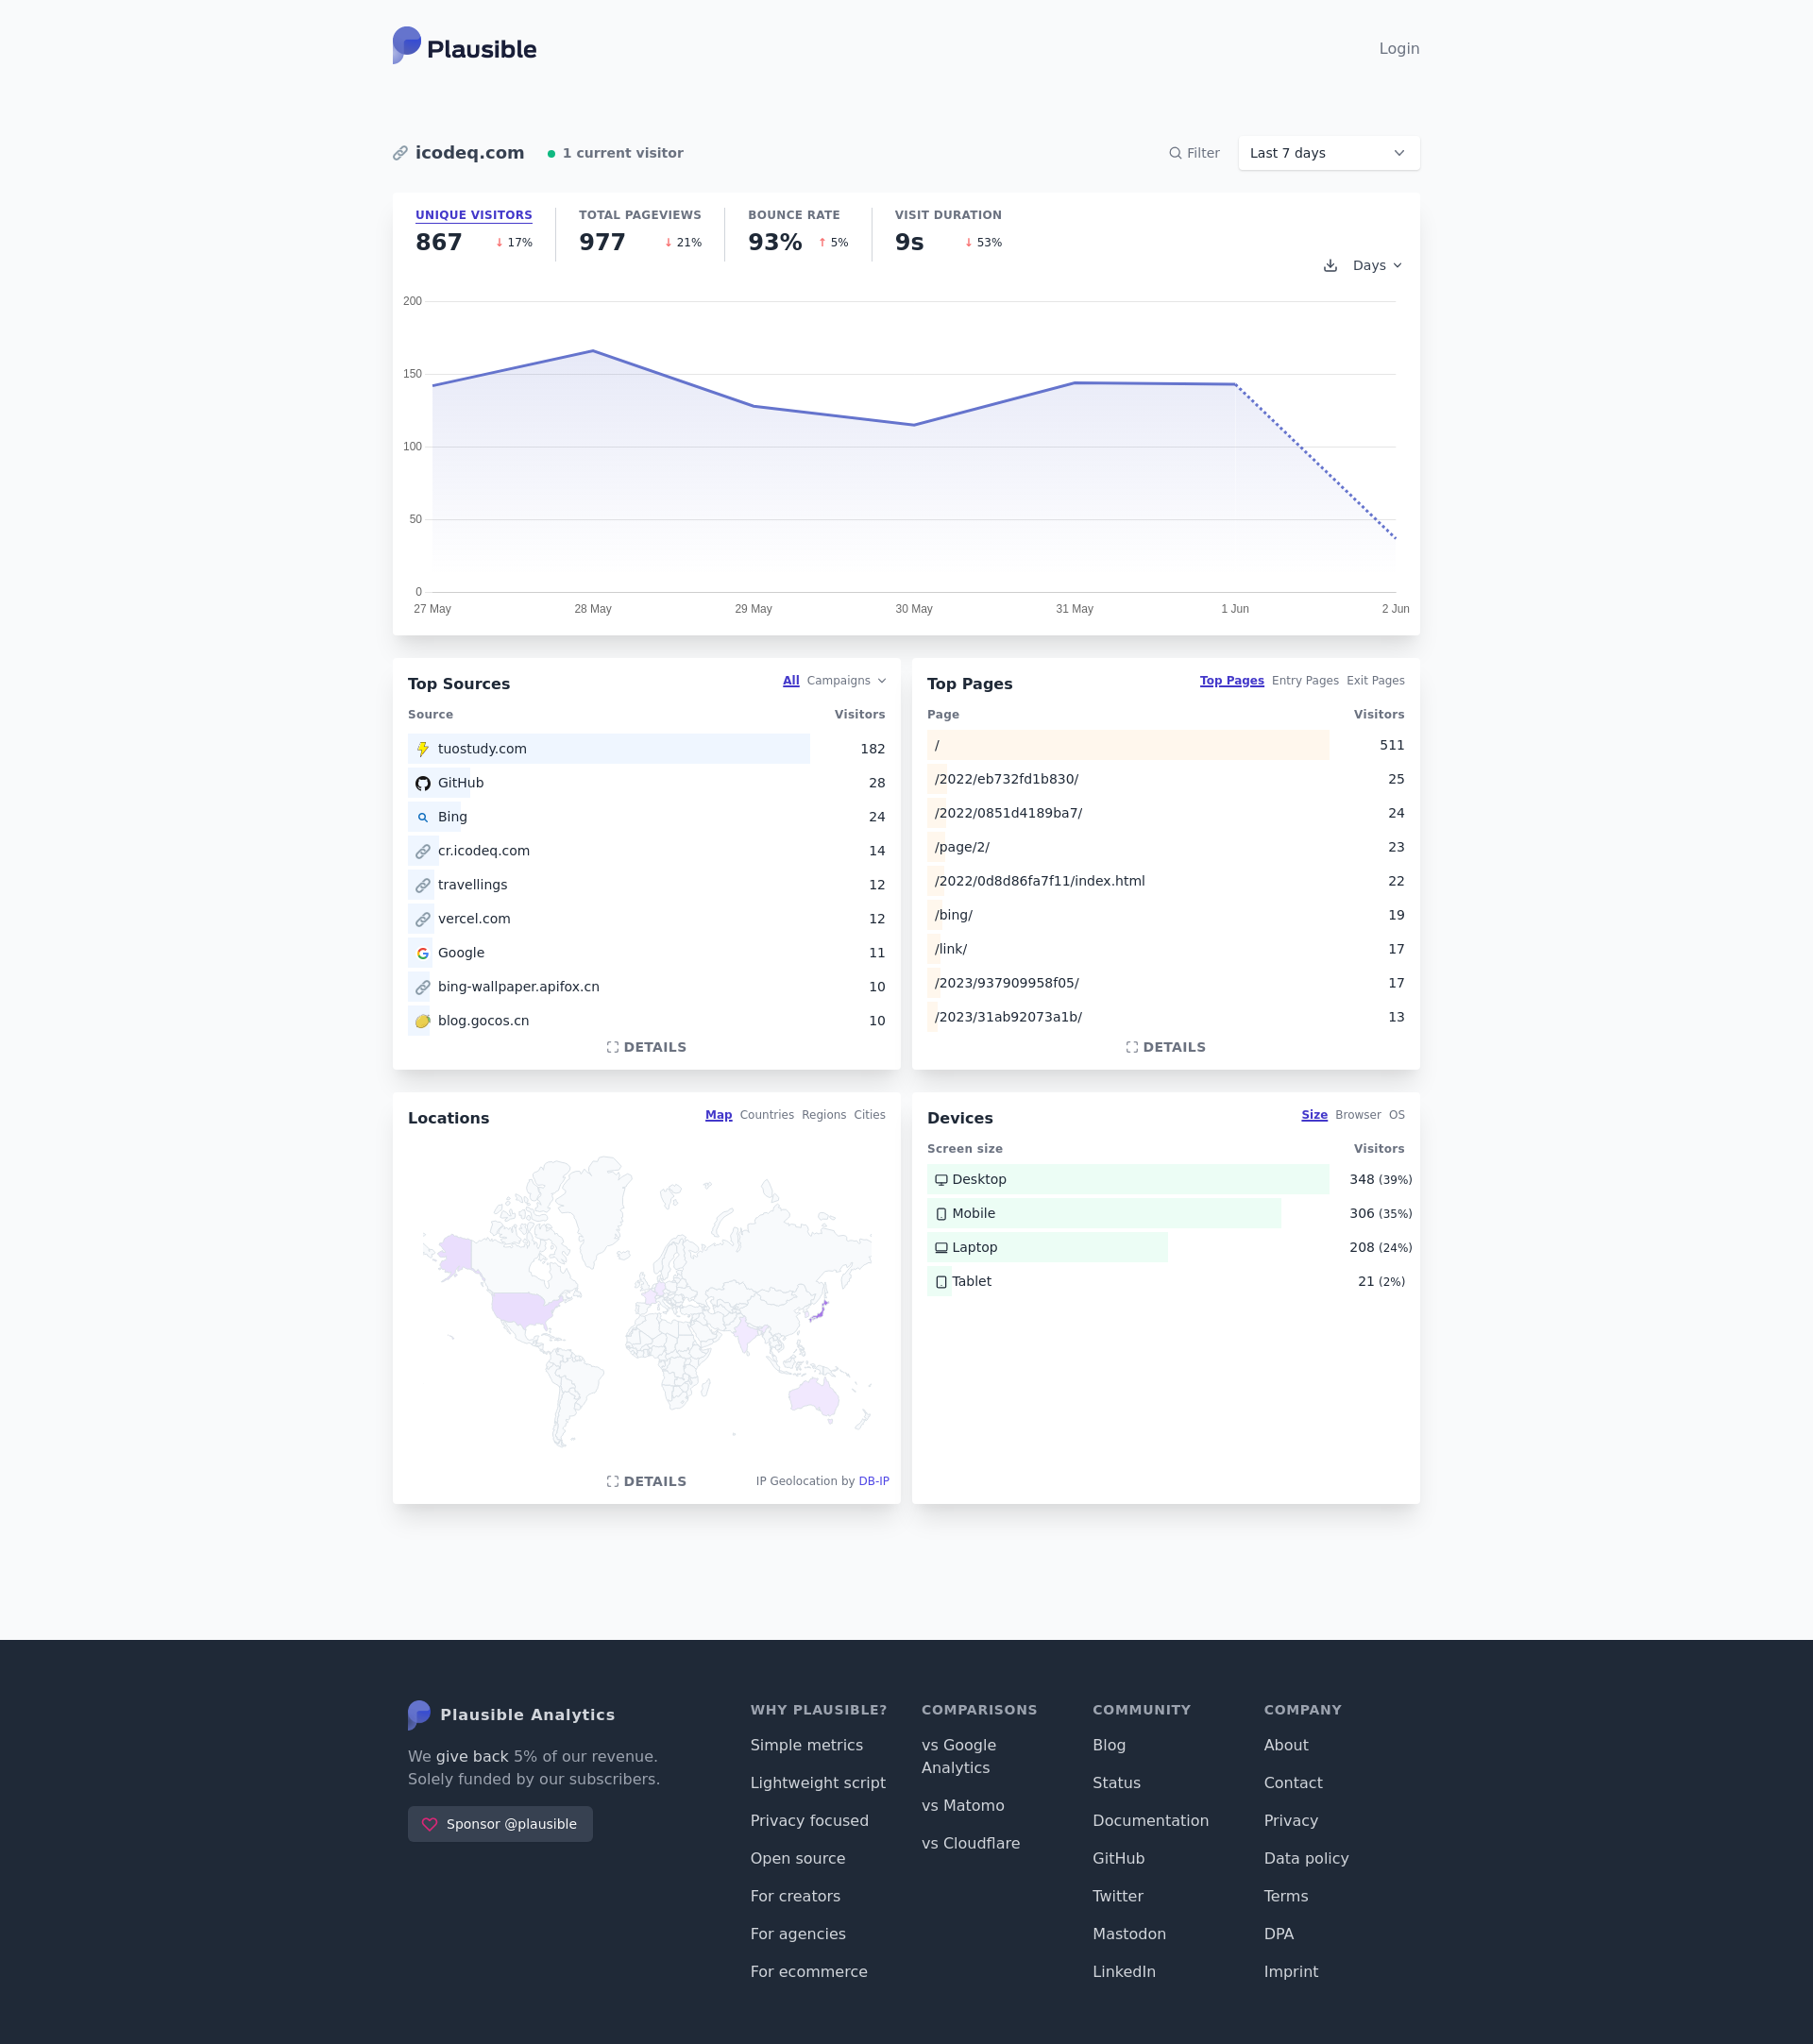 Plausible
Login
icodeq.com
1 current visitor
Filter
Last 7 days
UNIQUE VISITORS
867 ↓ 17%
TOTAL PAGEVIEWS
977 ↓ 21%
BOUNCE RATE
93% ↑ 5%
VISIT DURATION
9s ↓ 53%
Days
200
150
100
50
0
27 May 28 May 29 May 30 May 31 May 1 Jun 2 Jun
Top Sources
All Campaigns
Source Visitors
tuostudy.com 182
GitHub 28
Bing 24
cr.icodeq.com 14
travellings 12
vercel.com 12
Google 11
bing-wallpaper.apifox.cn 10
blog.gocos.cn 10
DETAILS
Top Pages
Top Pages Entry Pages Exit Pages
Page Visitors
/ 511
/2022/eb732fd1b830/ 25
/2022/0851d4189ba7/ 24
/page/2/ 23
/2022/0d8d86fa7f11/index.html 22
/bing/ 19
/link/ 17
/2023/937909958f05/ 17
/2023/31ab92073a1b/ 13
DETAILS
Locations
Map Countries Regions Cities
DETAILS
IP Geolocation by DB-IP
Devices
Size Browser OS
Screen size Visitors
Desktop 348 (39%)
Mobile 306 (35%)
Laptop 208 (24%)
Tablet 21 (2%)
Plausible Analytics
We give back 5% of our revenue.
Solely funded by our subscribers.
Sponsor @plausible
WHY PLAUSIBLE?
Simple metrics
Lightweight script
Privacy focused
Open source
For creators
For agencies
For ecommerce
COMPARISONS
vs Google
Analytics
vs Matomo
vs Cloudflare
COMMUNITY
Blog
Status
Documentation
GitHub
Twitter
Mastodon
LinkedIn
COMPANY
About
Contact
Privacy
Data policy
Terms
DPA
Imprint